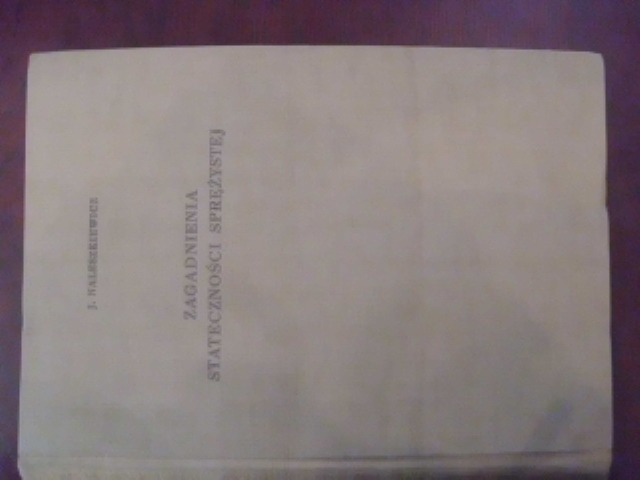 J. NALESZKIEWICZ
ZAGADNIENIA
STATECZNOŚCI SPRĘŻYSTEJ